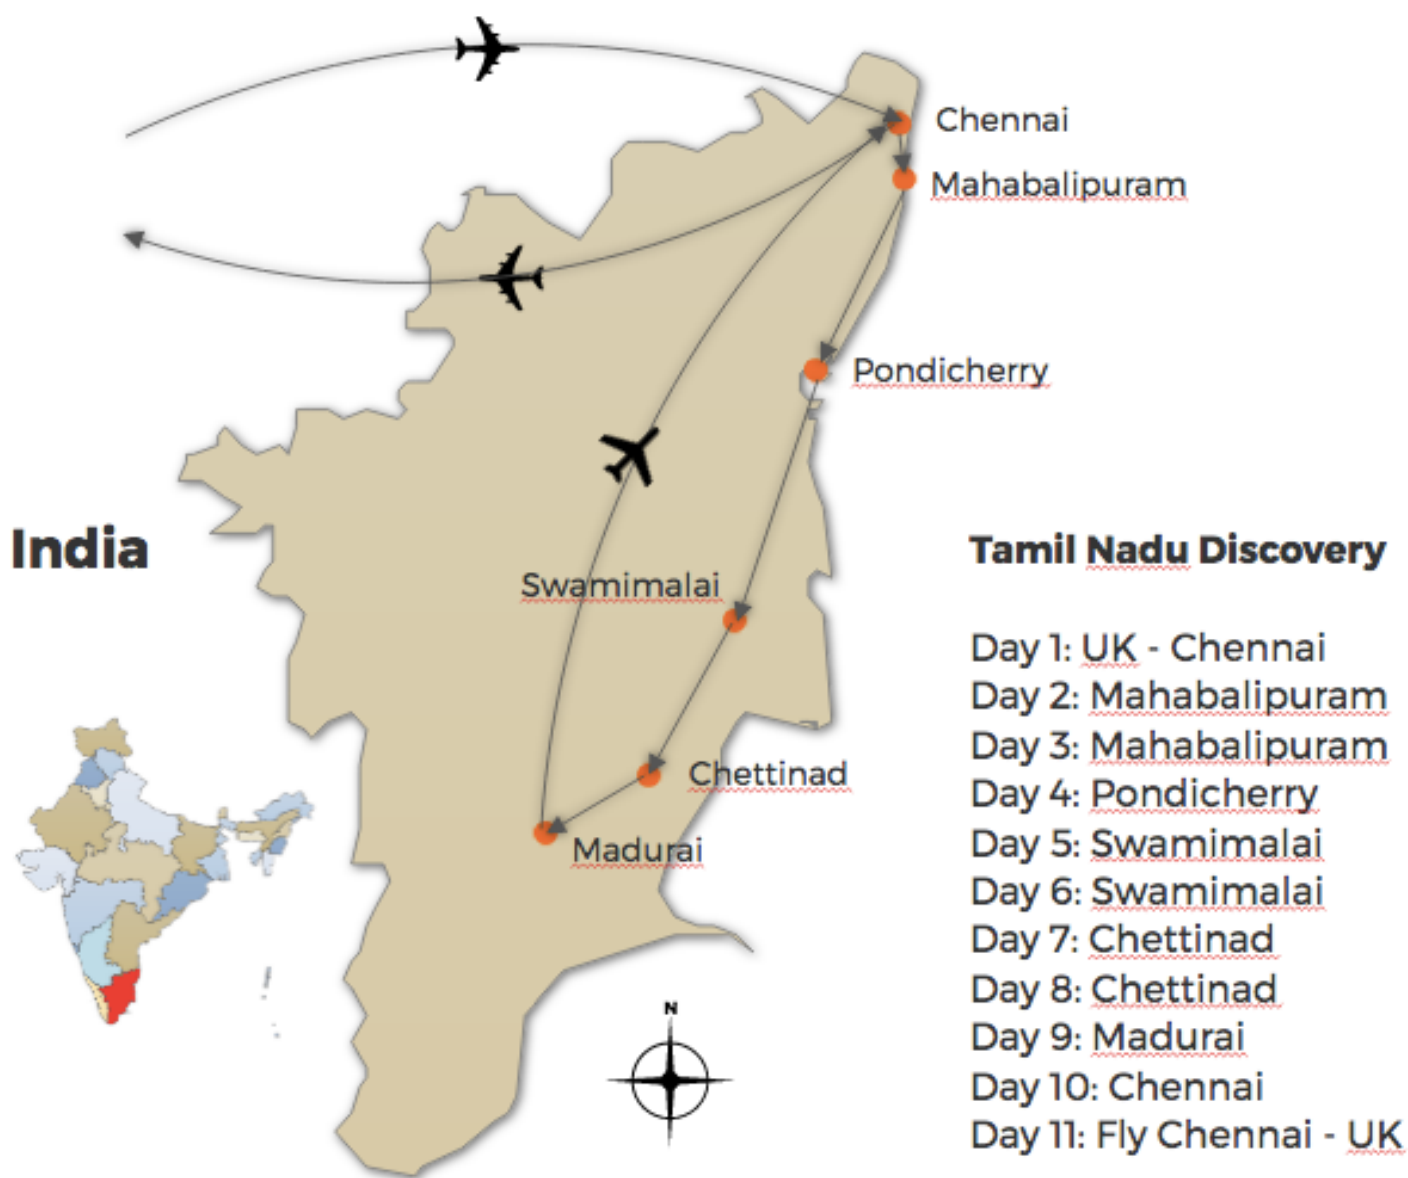 Chennai
Mahabalipuram
Pondicherry
India
Swamimalai
Chettinad
Madurai
N
Tamil Nadu Discovery
Day 1: UK - Chennai
Day 2: Mahabalipuram
Day 3: Mahabalipuram
Day 4: Pondicherry
Day 5: Swamimalai
Day 6: Swamimalai
Day 7: Chettinad
Day 8: Chettinad
Day 9: Madurai
Day 10: Chennai
Day 11: Fly Chennai - UK